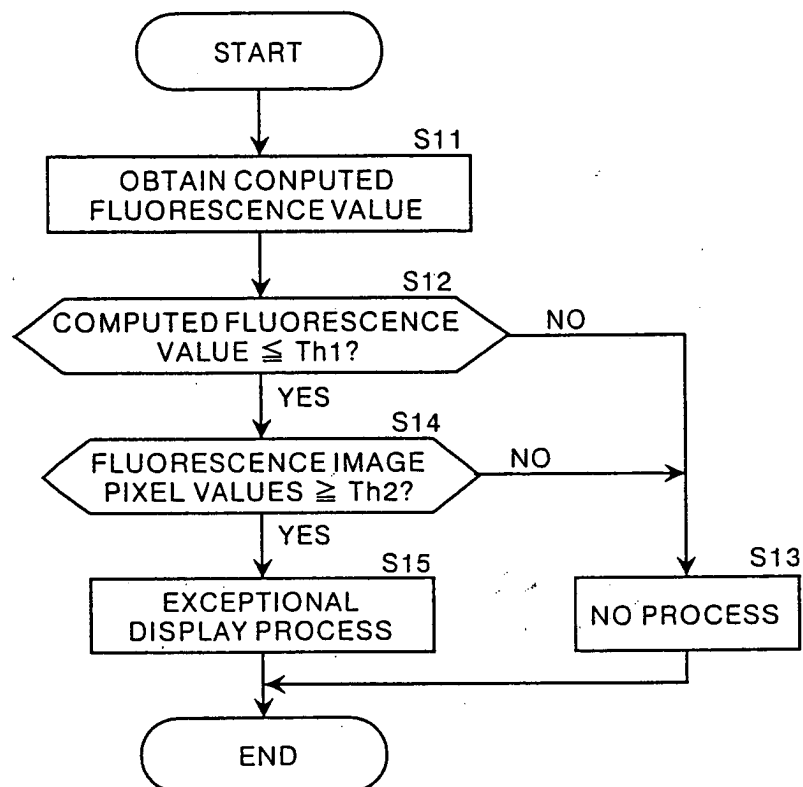 START
S11
OBTAIN CONPUTED
FLUORESCENCE VALUE
S12
COMPUTED FLUORESCENCE
VALUE ≦ Th1?
NO
YES
S14
FLUORESCENCE IMAGE
PIXEL VALUES ≧ Th2?
NO
YES
S15
EXCEPTIONAL
DISPLAY PROCESS
S13
NO PROCESS
END